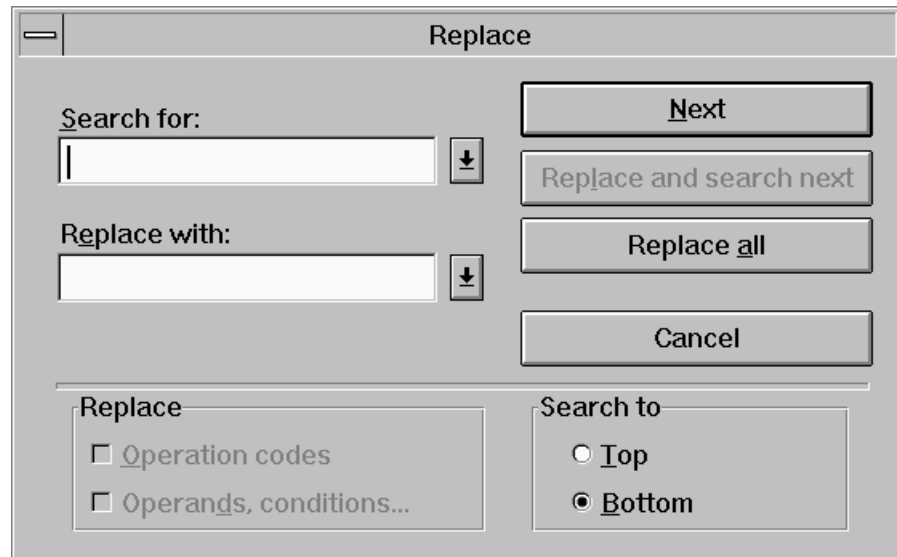 Replace
Search for:
Next
Replace and search next
Replace with:
Replace all
Cancel
Replace
Operation codes
Operands, conditions...
Search to
Top
Bottom